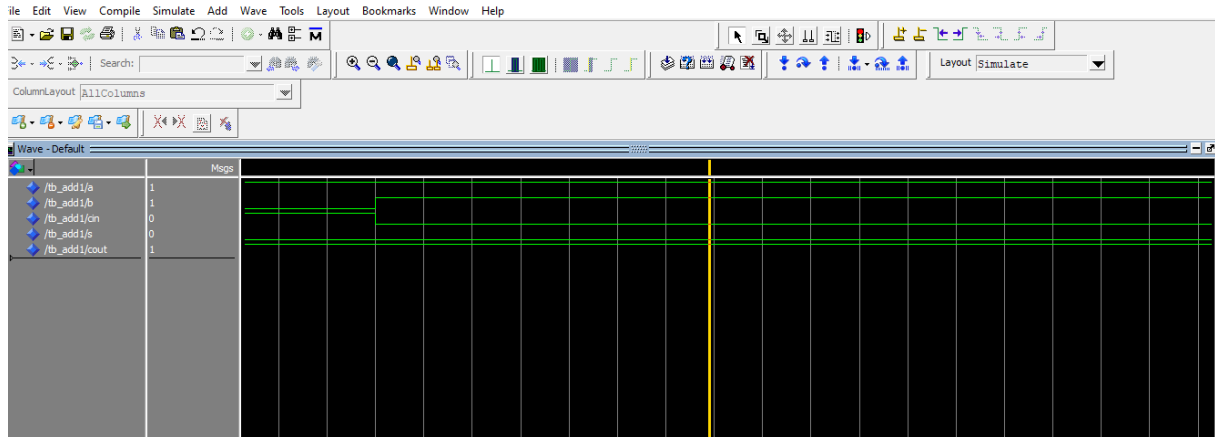 ile Edit View Compile Simulate Add Wave Tools Layout Bookmarks Window Help
Search:
Layout Simulate
ColumnLayout AllColumns
Wave - Default
Msgs
/tb_add1/a 1
/tb_add1/b 1
/tb_add1/cin 0
/tb_add1/s 0
/tb_add1/cout 1